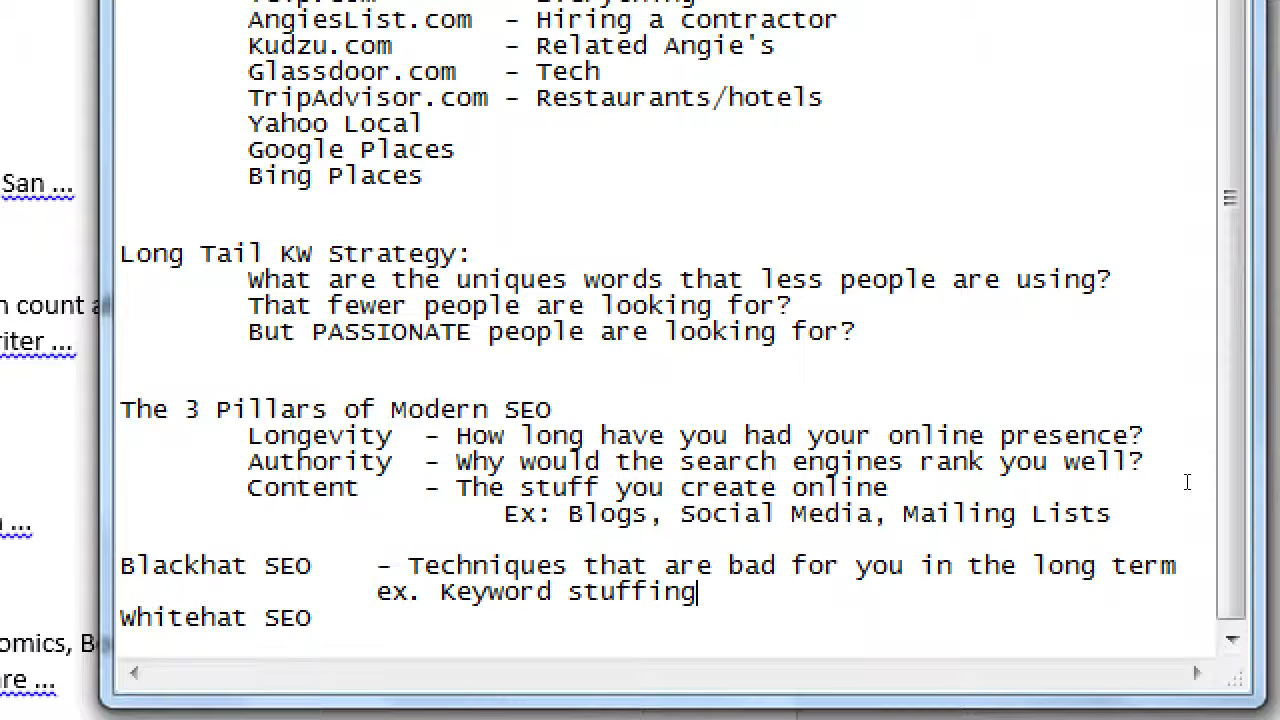 AngiesList.com - Hiring a contractor
Kudzu.com - Related Angie's
Glassdoor.com - Tech
TripAdvisor.com - Restaurants/hotels
Yahoo Local
Google Places
Bing Places
San ...
Long Tail KW Strategy:
What are the uniques words that less people are using?
count
That fewer people are looking for?
...
But PASSIONATE people are looking for?
The 3 Pillars of Modern SEO
Longevity - How long have you had your online presence?
Authority - Why would the search engines rank you well?
Content - The stuff you create online
Ex: Blogs, Social Media, Mailing Lists
...
Blackhat SEO - Techniques that are bad for you in the long term
ex. Keyword stuffing
Whitehat SEO
...